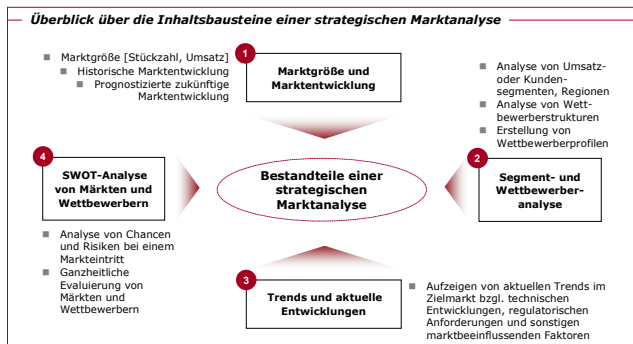 Überblick über die Inhaltsbausteine einer strategischen Marktanalyse
1
Marktgröße und
Marktentwicklung
Marktgröße [Stückzahl, Umsatz]
Historische Marktentwicklung
Prognostizierte zukünftige
Marktentwicklung
2
Segment- und
Wettbewerber-
analyse
Analyse von Umsatz-
oder Kunden-
segmenten, Regionen
Analyse von Wett-
bewerberstrukturen
Erstellung von
Wettbewerberprofilen
Bestandteile einer
strategischen
Marktanalyse
4
SWOT-Analyse
von Märkten und
Wettbewerbern
Analyse von Chancen
und Risiken bei einem
Markteintritt
Ganzheitliche
Evaluierung von
Märkten und
Wettbewerbern
3
Trends und aktuelle
Entwicklungen
Aufzeigen von aktuellen Trends im
Zielmarkt bzgl. technischen
Entwicklungen, regulatorischen
Anforderungen und sonstigen
marktbeeinflussenden Faktoren